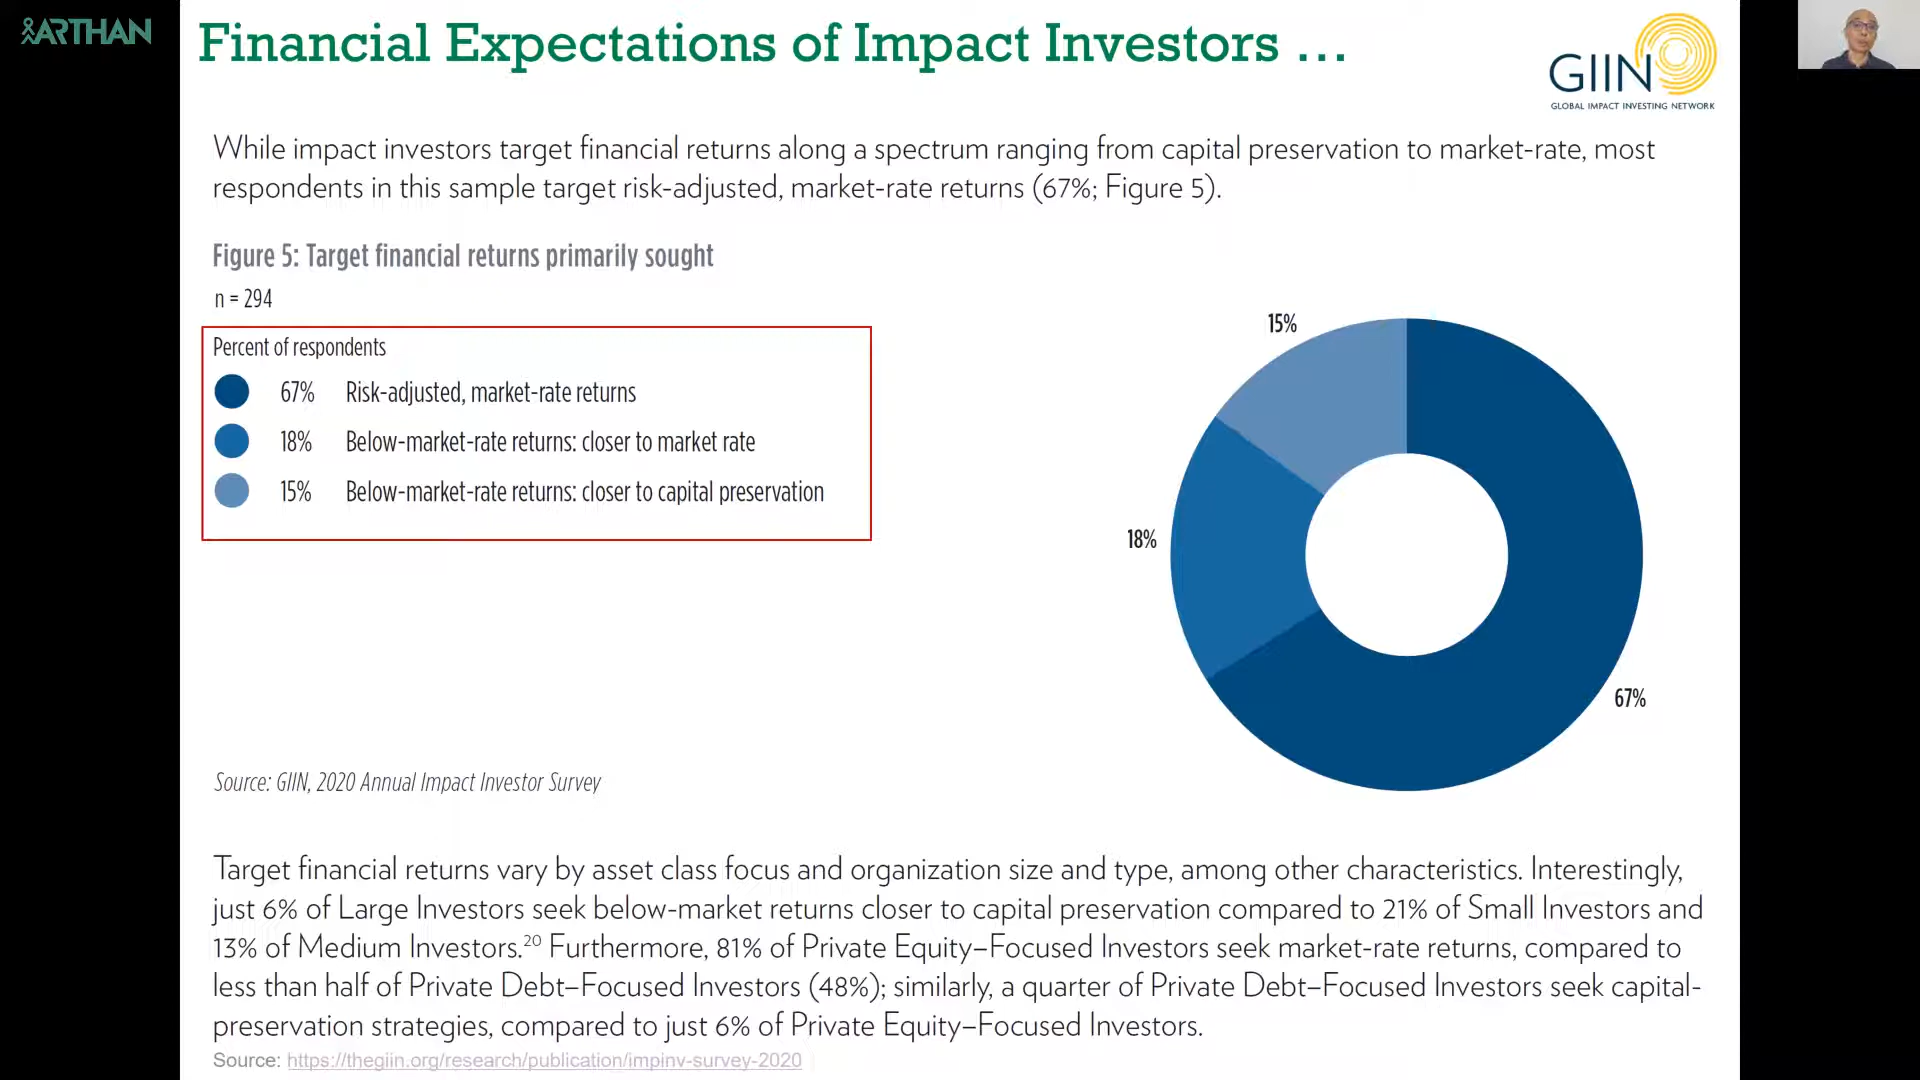 ARTHAN
Financial Expectations of Impact Investors ...
GIIN
GLOBAL IMPACT INVESTING NETWORK
While impact investors target financial returns along a spectrum ranging from capital preservation to market-rate, most
respondents in this sample target risk-adjusted, market-rate returns (67%; Figure 5).
Figure 5: Target financial returns primarily sought
n = 294
Percent of respondents
67% Risk-adjusted, market-rate returns
18% Below-market-rate returns: closer to market rate
15% Below-market-rate returns: closer to capital preservation
15%
18%
67%
Source: GIIN, 2020 Annual Impact Investor Survey
Target financial returns vary by asset class focus and organization size and type, among other characteristics. Interestingly,
just 6% of Large Investors seek below-market returns closer to capital preservation compared to 21% of Small Investors and
13% of Medium Investors.²⁰ Furthermore, 81% of Private Equity–Focused Investors seek market-rate returns, compared to
less than half of Private Debt–Focused Investors (48%); similarly, a quarter of Private Debt–Focused Investors seek capital-
preservation strategies, compared to just 6% of Private Equity–Focused Investors.
Source: https://thegiin.org/research/publication/impinv-survey-2020